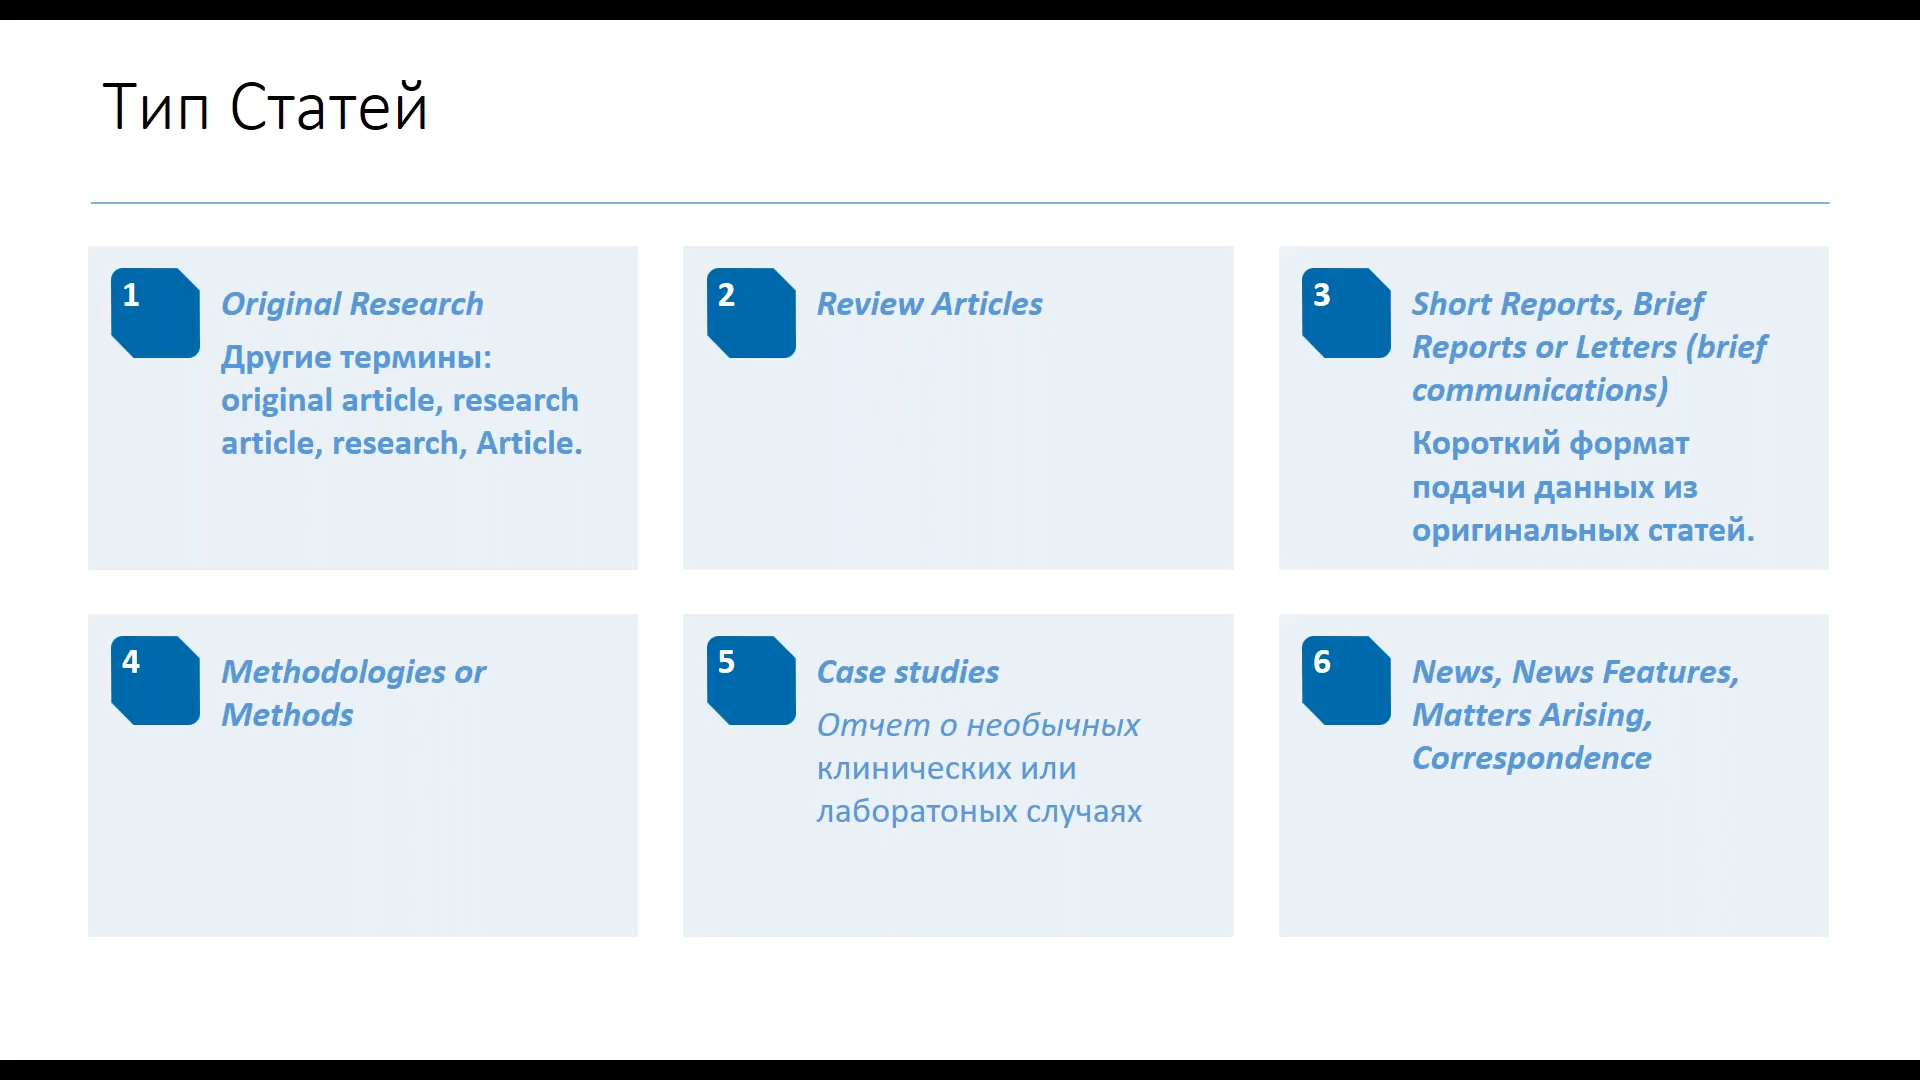 Тип Статей
1
Original Research
Другие термины:
original article, research
article, research, Article.
2
Review Articles
3
Short Reports, Brief
Reports or Letters (brief
communications)
Короткий формат
подачи данных из
оригинальных статей.
4
Methodologies or
Methods
5
Case studies
Отчет о необычных
клинических или
лаборатоных случаях
6
News, News Features,
Matters Arising,
Correspondence